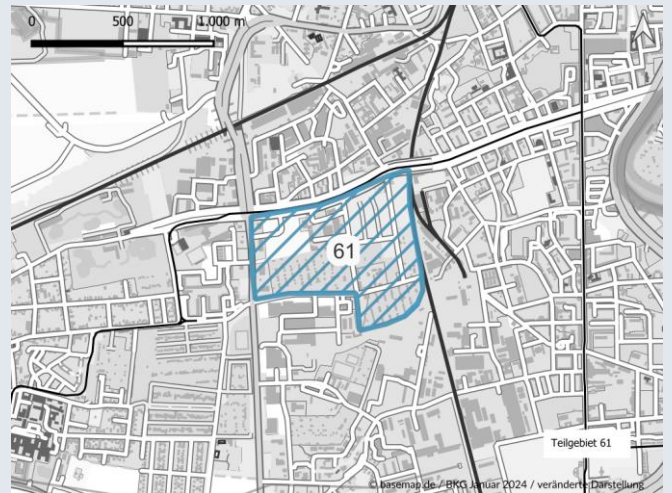 0 500 1.000 m
61
Teilgebiet 61
© basemap.de / BKG Januar 2024 / veränderte Darstellung